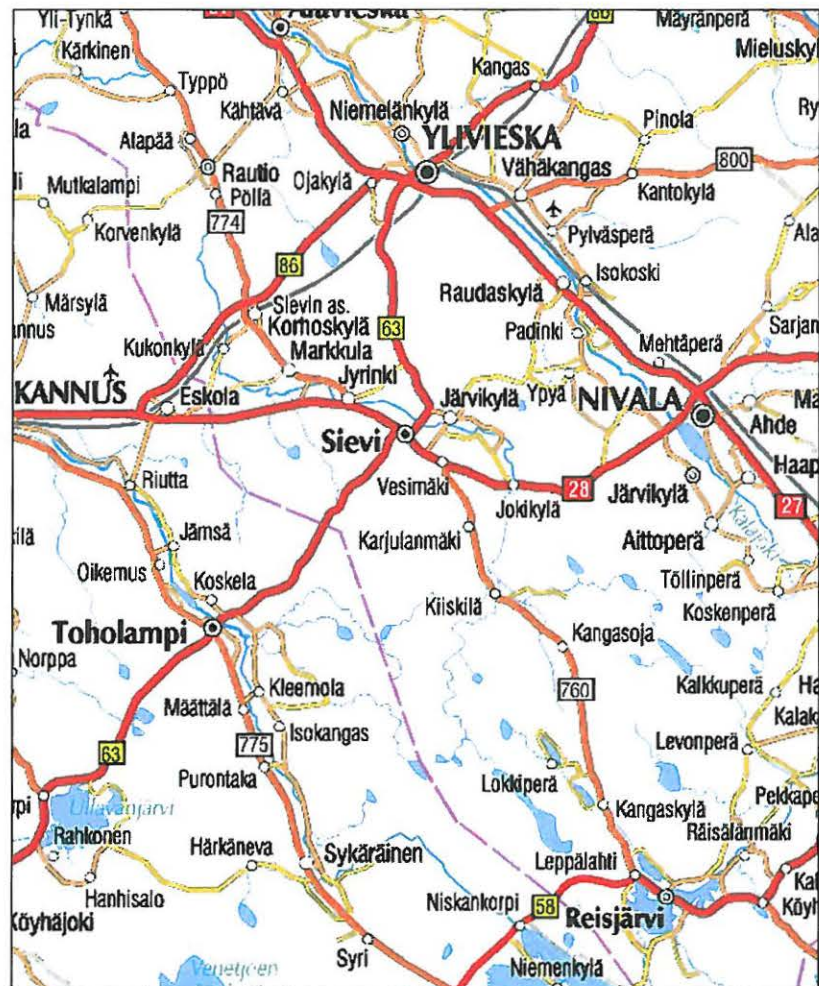 Yli-Tynkä
Kärkinen
Mäyränperä
Kangas
Typpö
Kähtävä
Niemelänkylä
Pinola
Alapää
YLIVIESKA
Rautio
Ojakylä
Vähäkangas
800
Mutkalampi
Pöllä
Kantokylä
774
Korvenkylä
Pylväsperä
86
Isokoski
Märsylä
Sievin as.
Raudaskylä
Korhoskylä
63
Padinki
Kukonkylä
Markkula
Mehtäperä
KANNUS
Jyrinki
Järvikylä
Ypyä
Eskola
NIVALA
Ahde
Sievi
Riutta
Vesimäki
28
Järvikylä
27
Jokikylä
Kalajoki
Jämsä
Karjulanmäki
Aittoperä
Oikemus
Töllinperä
Koskela
Kiiskilä
Koskenperä
Toholampi
Kangasoja
Norppa
Kleemola
760
Kalkkuperä
Määttälä
Isokangas
63
775
Levonperä
Purontaka
Lokkiperä
Ullavanjärvi
Kangaskylä
Räisälänmäki
Rahkonen
Härkäneva
Sykäräinen
Leppälahti
Hanhisalo
Niskankorpi
58
Reisjärvi
Köyhäjoki
Syri
Niemenkylä